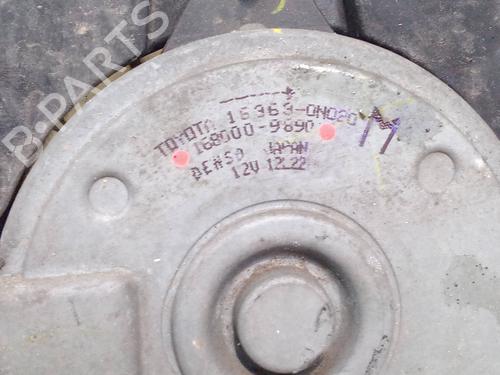 B-PARTS
TOYOTA 16363-0N020
168000-9890
DENSO JAPAN
12V 12.22
M